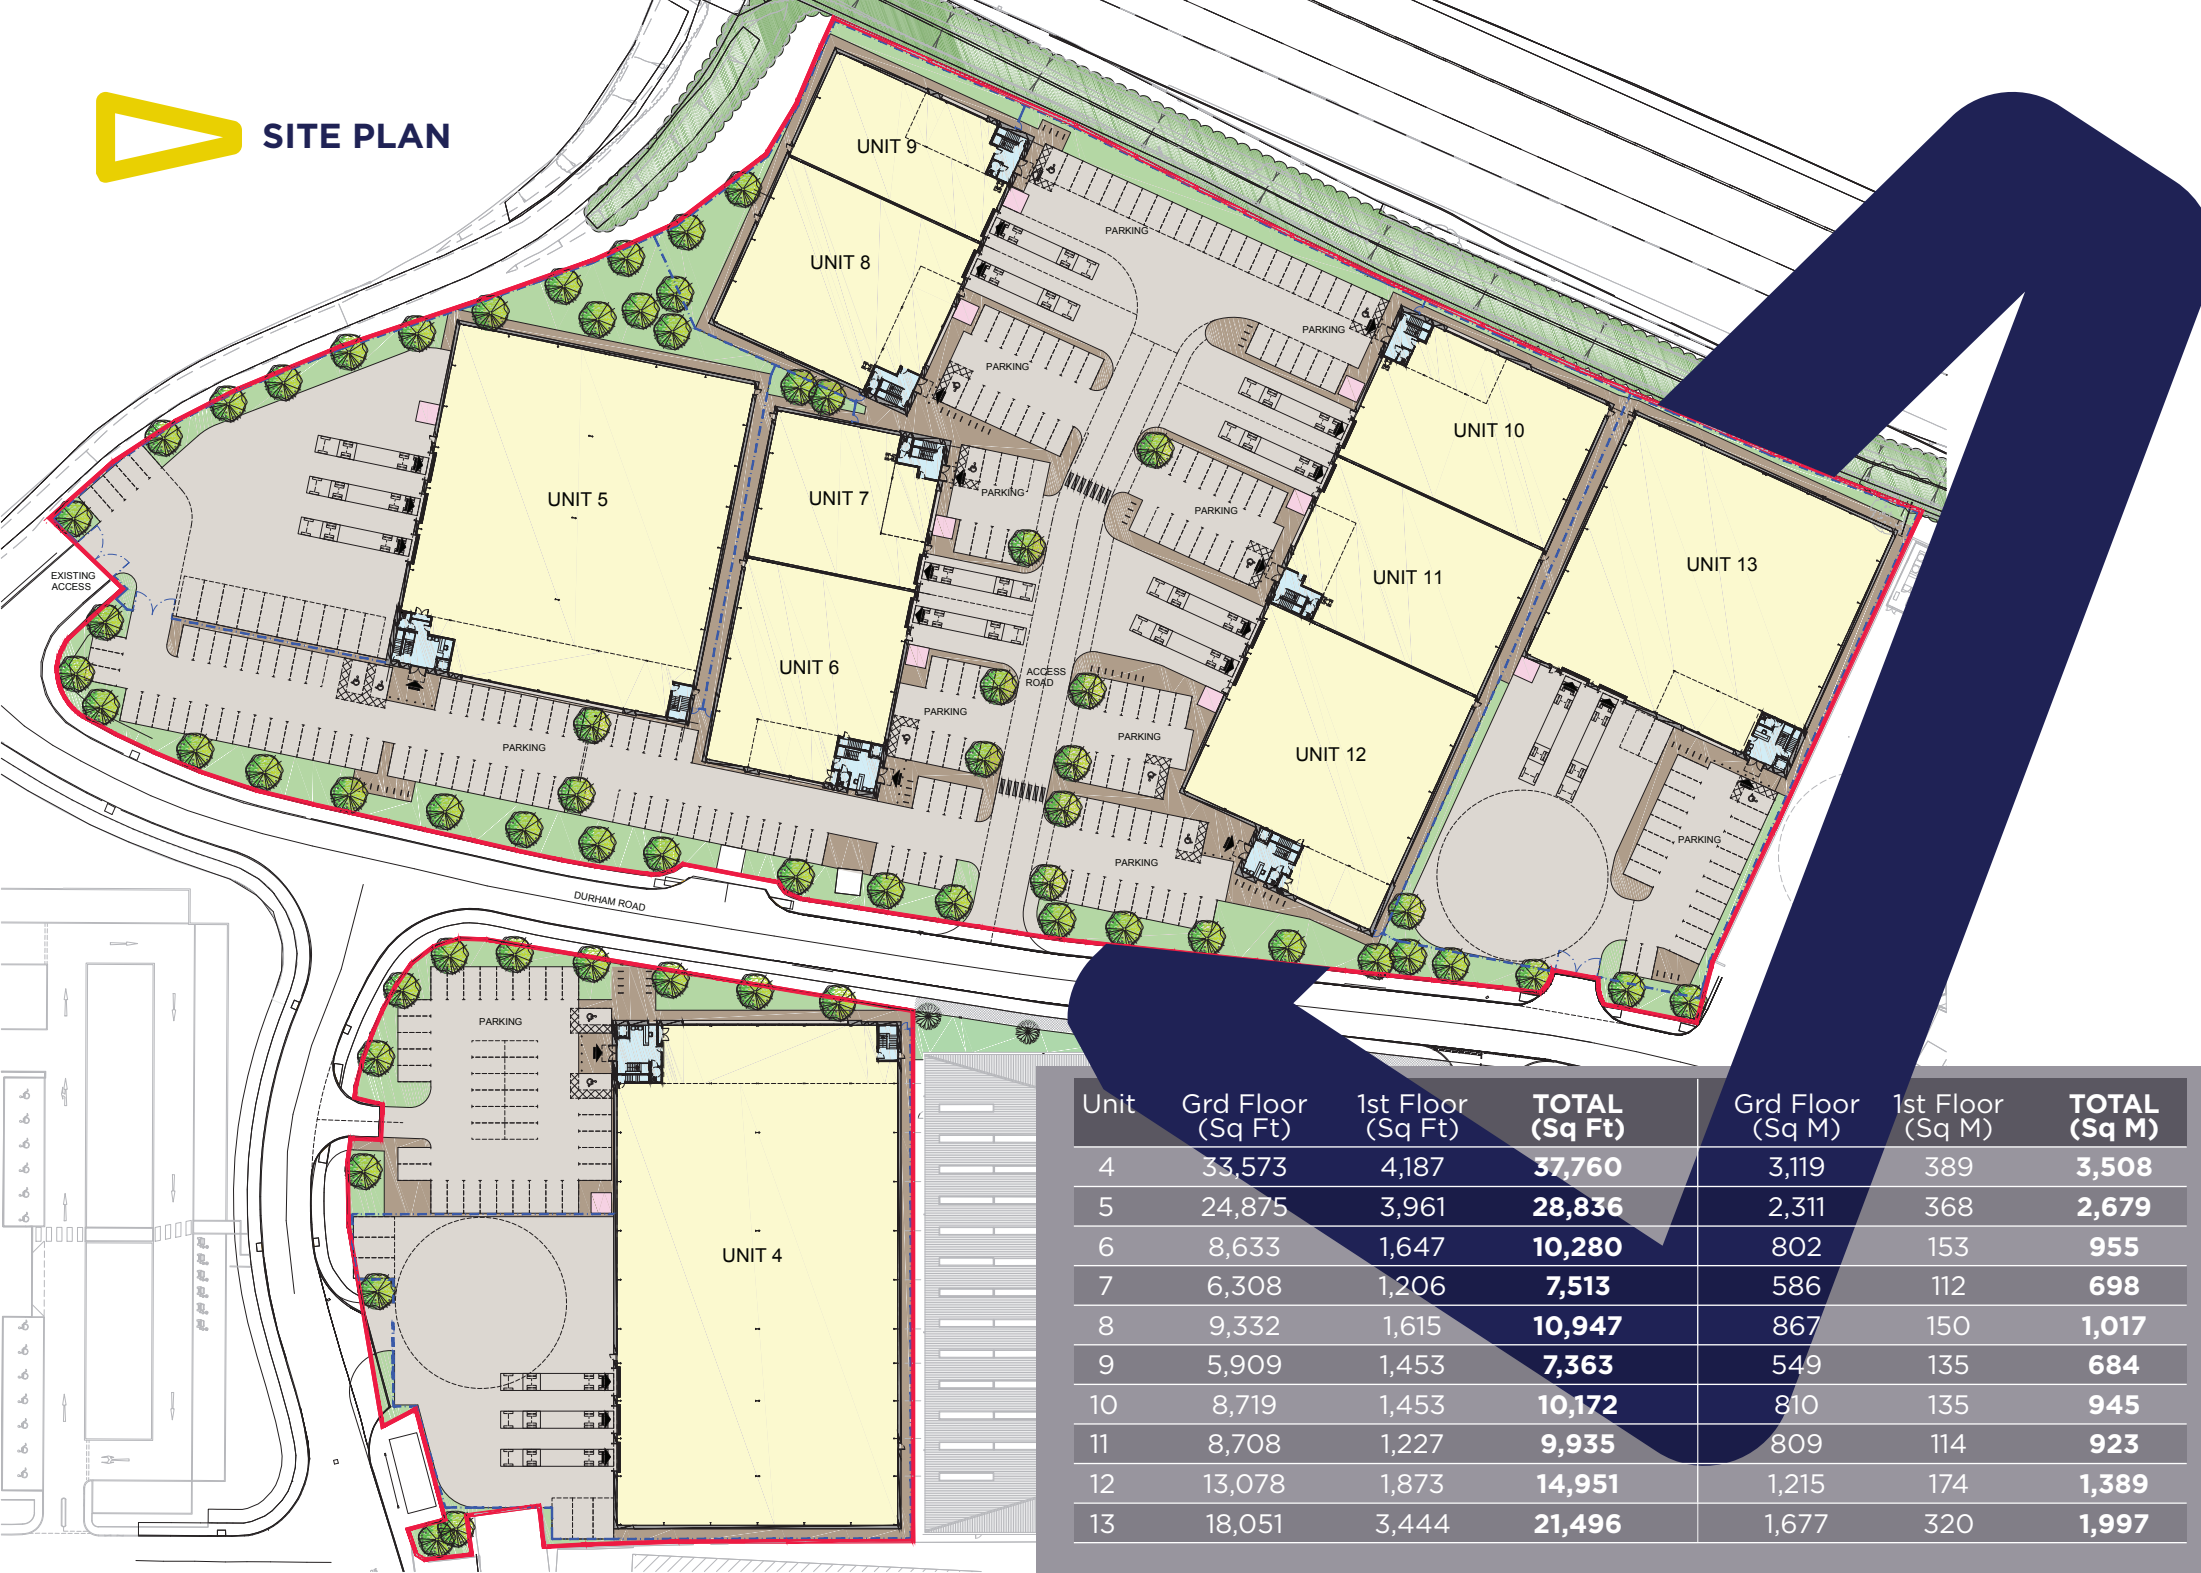 SITE PLAN
UNIT 9
PARKING
UNIT 8
PARKING
PARKING
UNIT 10
UNIT 5
UNIT 7
PARKING
PARKING
UNIT 13
EXISTING
ACCESS
UNIT 11
UNIT 6
ACCESS
ROAD
PARKING
PARKING
UNIT 12
PARKING
PARKING
PARKING
DURHAM ROAD
PARKING
UNIT 4
Unit Grd Floor (Sq Ft) 1st Floor (Sq Ft) TOTAL (Sq Ft) Grd Floor (Sq M) 1st Floor (Sq M) TOTAL (Sq M)
4 33,573 4,187 37,760 3,119 389 3,508
5 24,875 3,961 28,836 2,311 368 2,679
6 8,633 1,647 10,280 802 153 955
7 6,308 1,206 7,513 586 112 698
8 9,332 1,615 10,947 867 150 1,017
9 5,909 1,453 7,363 549 135 684
10 8,719 1,453 10,172 810 135 945
11 8,708 1,227 9,935 809 114 923
12 13,078 1,873 14,951 1,215 174 1,389
13 18,051 3,444 21,496 1,677 320 1,997